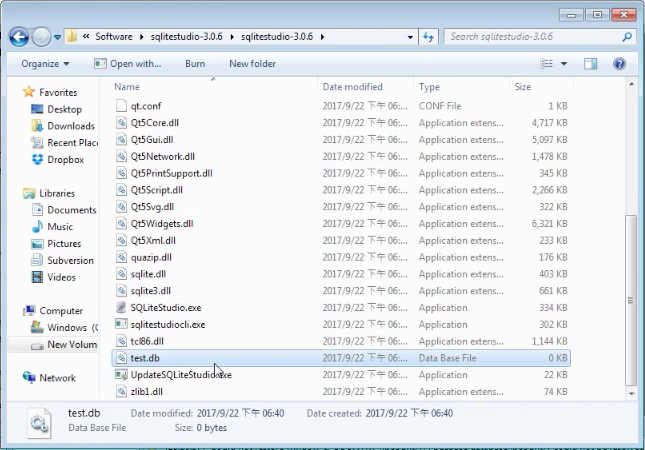 « Software ▸ sqlitestudio-3.0.6 ▸ sqlitestudio-3.0.6 ▸
Search sqlitestudio-3.0.6
Organize ▾ Open with... Burn New folder
Favorites
Desktop
Downloads
Recent Plac
Dropbox
Libraries
Documents
Music
Pictures
Subversion
Videos
Computer
Windows (C
New Volum
Network
Name Date modified Type Size
qt.conf 2017/9/22 下午 06:... CONF File 1 KB
Qt5Core.dll 2017/9/22 下午 06:... Application extens... 4,717 KB
Qt5Gui.dll 2017/9/22 下午 06:... Application extens... 5,097 KB
Qt5Network.dll 2017/9/22 下午 06:... Application extens... 1,478 KB
Qt5PrintSupport.dll 2017/9/22 下午 06:... Application extens... 345 KB
Qt5Script.dll 2017/9/22 下午 06:... Application extens... 2,266 KB
Qt5Svg.dll 2017/9/22 下午 06:... Application extens... 322 KB
Qt5Widgets.dll 2017/9/22 下午 06:... Application extens... 6,321 KB
Qt5Xml.dll 2017/9/22 下午 06:... Application extens... 233 KB
quazip.dll 2017/9/22 下午 06:... Application extens... 176 KB
sqlite.dll 2017/9/22 下午 06:... Application extens... 403 KB
sqlite3.dll 2017/9/22 下午 06:... Application extens... 661 KB
SQLiteStudio.exe 2017/9/22 下午 06:... Application 334 KB
sqlitestudiocli.exe 2017/9/22 下午 06:... Application 302 KB
tcl86.dll 2017/9/22 下午 06:... Application extens... 1,144 KB
test.db 2017/9/22 下午 06:... Data Base File 0 KB
UpdateSQLiteStudio.exe 2017/9/22 下午 06:... Application 22 KB
zlib1.dll 2017/9/22 下午 06:... Application extens... 74 KB
test.db Date modified: 2017/9/22 下午 06:40 Date created: 2017/9/22 下午 06:40
Data Base File Size: 0 bytes